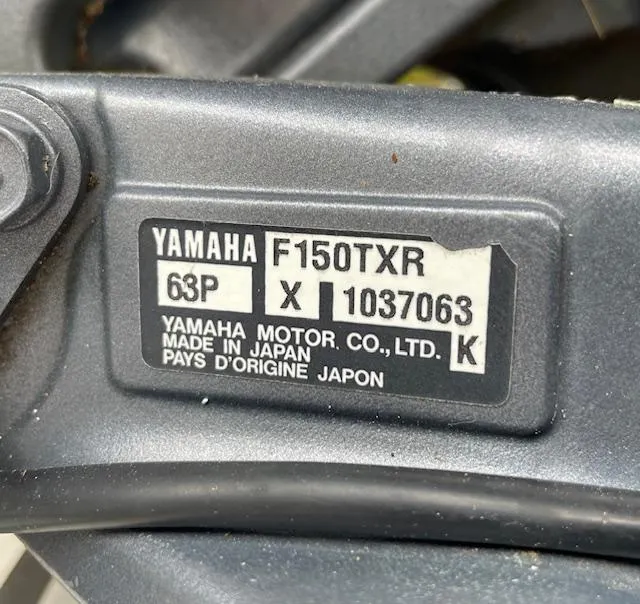 YAMAHA F150TXR
63P X 1037063
YAMAHA MOTOR CO., LTD. K
MADE IN JAPAN
PAYS D'ORIGINE JAPON